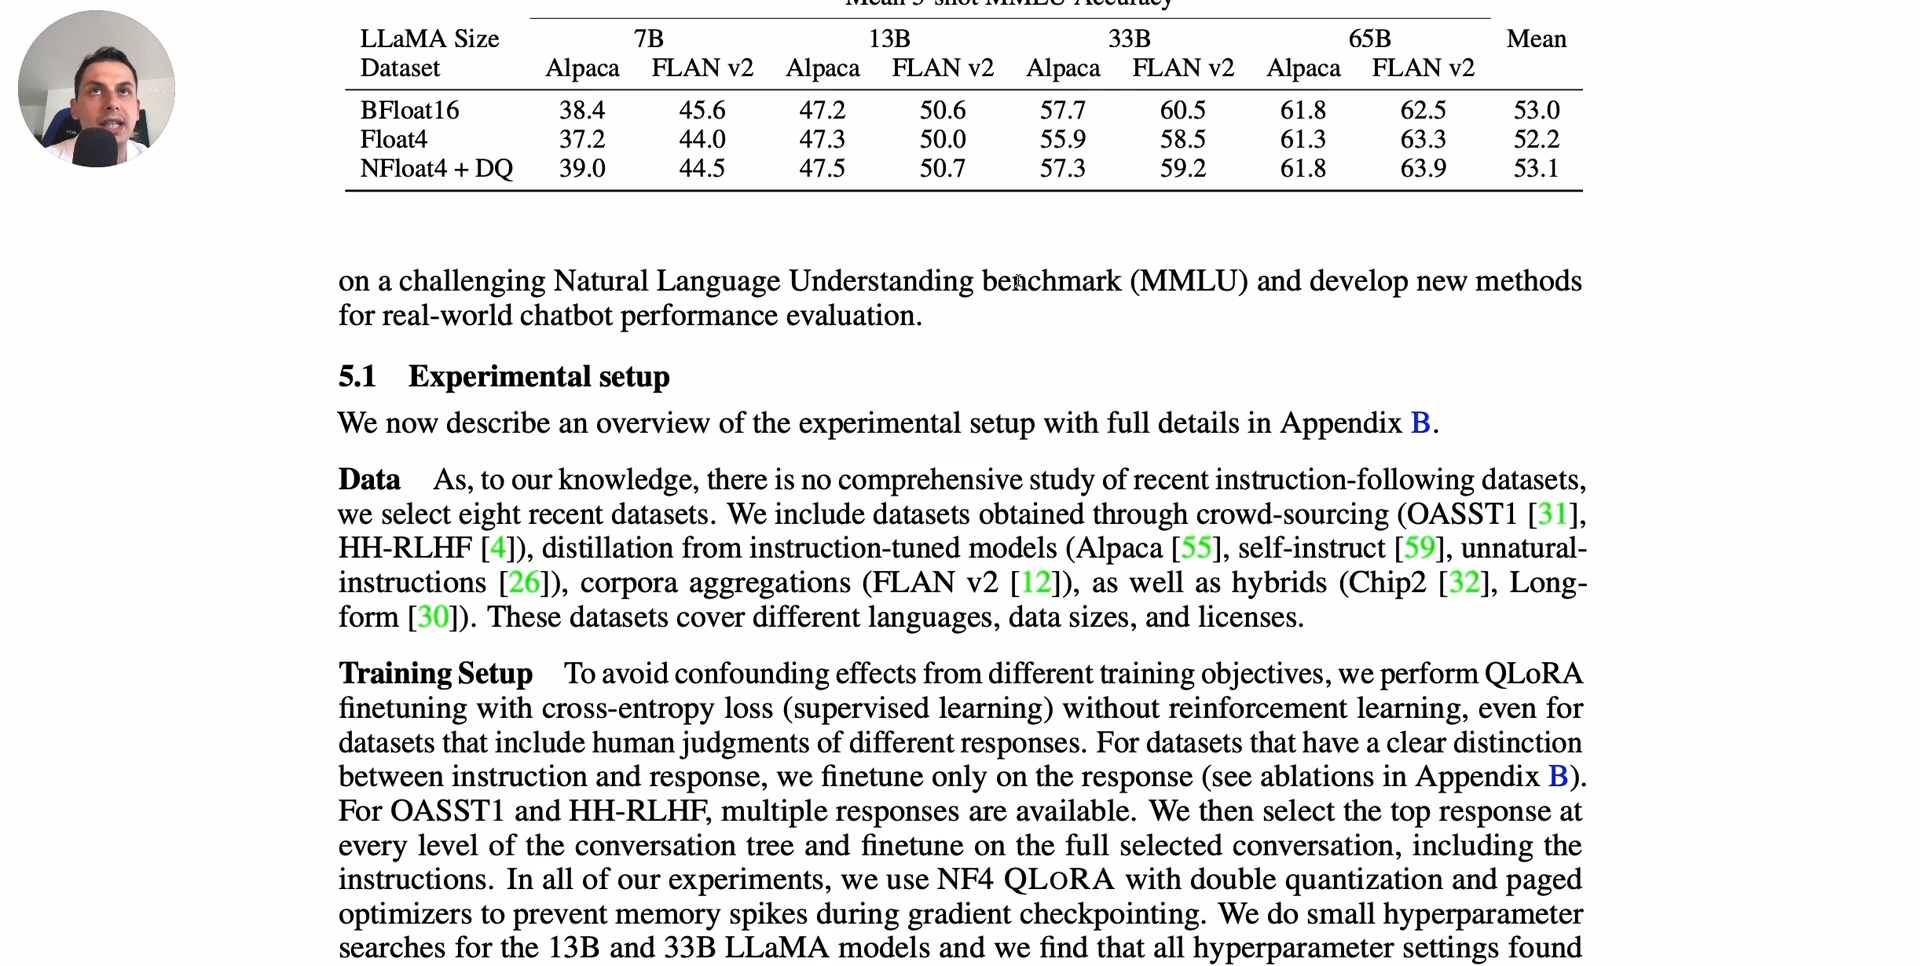 Mean 5-shot MMLU Accuracy
LLaMA Size 7B 13B 33B 65B Mean
Dataset Alpaca FLAN v2 Alpaca FLAN v2 Alpaca FLAN v2 Alpaca FLAN v2
BFloat16 38.4 45.6 47.2 50.6 57.7 60.5 61.8 62.5 53.0
Float4 37.2 44.0 47.3 50.0 55.9 58.5 61.3 63.3 52.2
NFloat4 + DQ 39.0 44.5 47.5 50.7 57.3 59.2 61.8 63.9 53.1
on a challenging Natural Language Understanding benchmark (MMLU) and develop new methods
for real-world chatbot performance evaluation.
5.1 Experimental setup
We now describe an overview of the experimental setup with full details in Appendix B.
Data As, to our knowledge, there is no comprehensive study of recent instruction-following datasets,
we select eight recent datasets. We include datasets obtained through crowd-sourcing (OASST1 [31],
HH-RLHF [4]), distillation from instruction-tuned models (Alpaca [55], self-instruct [59], unnatural-
instructions [26]), corpora aggregations (FLAN v2 [12]), as well as hybrids (Chip2 [32], Long-
form [30]). These datasets cover different languages, data sizes, and licenses.
Training Setup To avoid confounding effects from different training objectives, we perform QLoRA
finetuning with cross-entropy loss (supervised learning) without reinforcement learning, even for
datasets that include human judgments of different responses. For datasets that have a clear distinction
between instruction and response, we finetune only on the response (see ablations in Appendix B).
For OASST1 and HH-RLHF, multiple responses are available. We then select the top response at
every level of the conversation tree and finetune on the full selected conversation, including the
instructions. In all of our experiments, we use NF4 QLORA with double quantization and paged
optimizers to prevent memory spikes during gradient checkpointing. We do small hyperparameter
searches for the 13B and 33B LLaMA models and we find that all hyperparameter settings found